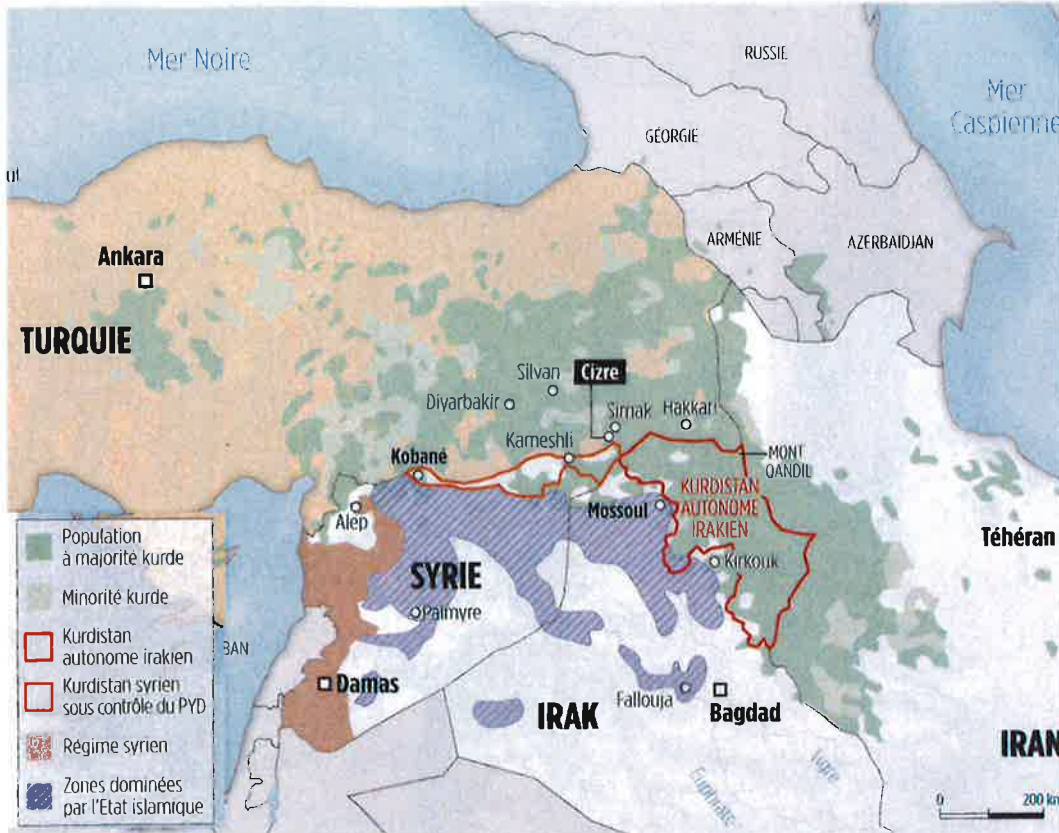 Mer Noire
RUSSIE
Mer
Caspienne
GÉORGIE
ARMÉNIE
AZERBAIDJAN
Ankara
TURQUIE
Silvan
Cizre
Diyarbakir
Sirnak
Hakkari
Kameshli
Kobané
MONT
QANDIL
KURDISTAN
AUTONOME
IRAKIEN
Mossoul
Alep
Téhéran
Kirkouk
SYRIE
Palmyre
BAN
Damas
Fallouja
Bagdad
IRAK
IRAN
Tigre
Euphrate
0 200 km
Population
à majorité kurde
Minorité kurde
Kurdistan
autonome irakien
Kurdistan syrien
sous contrôle du PYD
Régime syrien
Zones dominées
par l'Etat islamique